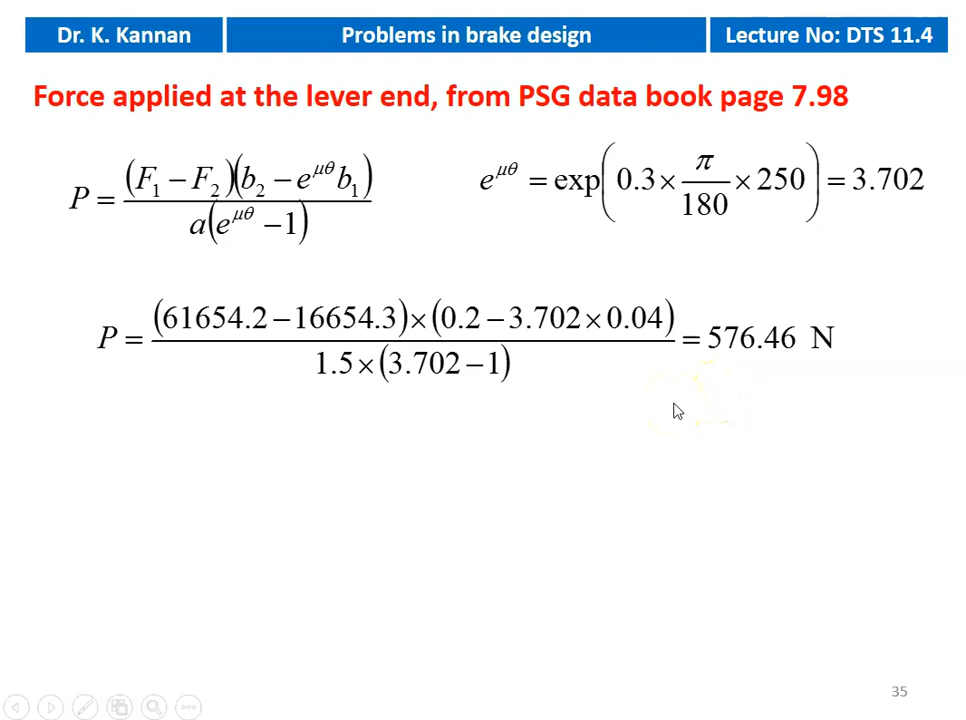 Dr. K. Kannan Problems in brake design Lecture No: DTS 11.4
Force applied at the lever end, from PSG data book page 7.98
P = (F₁ − F₂)(b₂ − e^{μθ} b₁) / a(e^{μθ} − 1)
e^{μθ} = exp(0.3 × π/180 × 250) = 3.702
P = (61654.2 − 16654.3) × (0.2 − 3.702 × 0.04) / 1.5 × (3.702 − 1) = 576.46 N
35